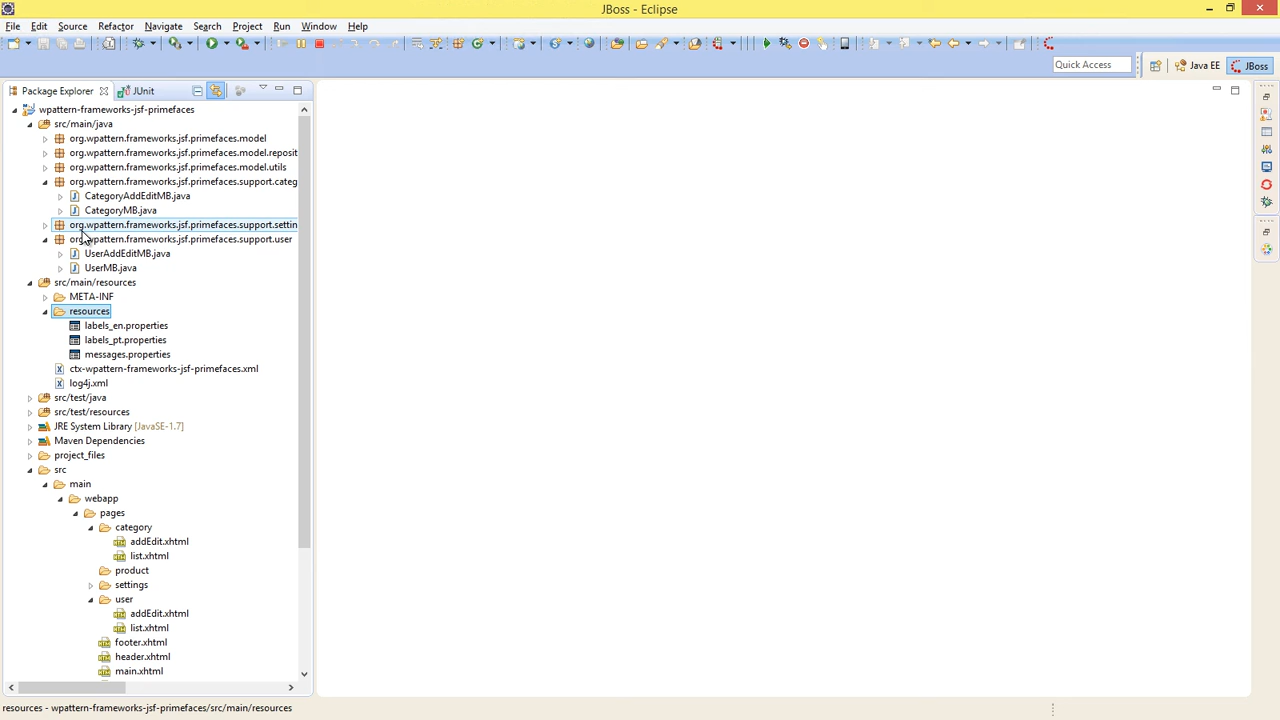 JBoss - Eclipse
File Edit Source Refactor Navigate Search Project Run Window Help
Quick Access Java EE JBoss
Package Explorer JUnit
wpattern-frameworks-jsf-primefaces
src/main/java
org.wpattern.frameworks.jsf.primefaces.model
org.wpattern.frameworks.jsf.primefaces.model.reposit
org.wpattern.frameworks.jsf.primefaces.model.utils
org.wpattern.frameworks.jsf.primefaces.support.categ
CategoryAddEditMB.java
CategoryMB.java
org.wpattern.frameworks.jsf.primefaces.support.settin
org.wpattern.frameworks.jsf.primefaces.support.user
UserAddEditMB.java
UserMB.java
src/main/resources
META-INF
resources
labels_en.properties
labels_pt.properties
messages.properties
ctx-wpattern-frameworks-jsf-primefaces.xml
log4j.xml
src/test/java
src/test/resources
JRE System Library [JavaSE-1.7]
Maven Dependencies
project_files
src
main
webapp
pages
category
addEdit.xhtml
list.xhtml
product
settings
user
addEdit.xhtml
list.xhtml
footer.xhtml
header.xhtml
main.xhtml
resources - wpattern-frameworks-jsf-primefaces/src/main/resources